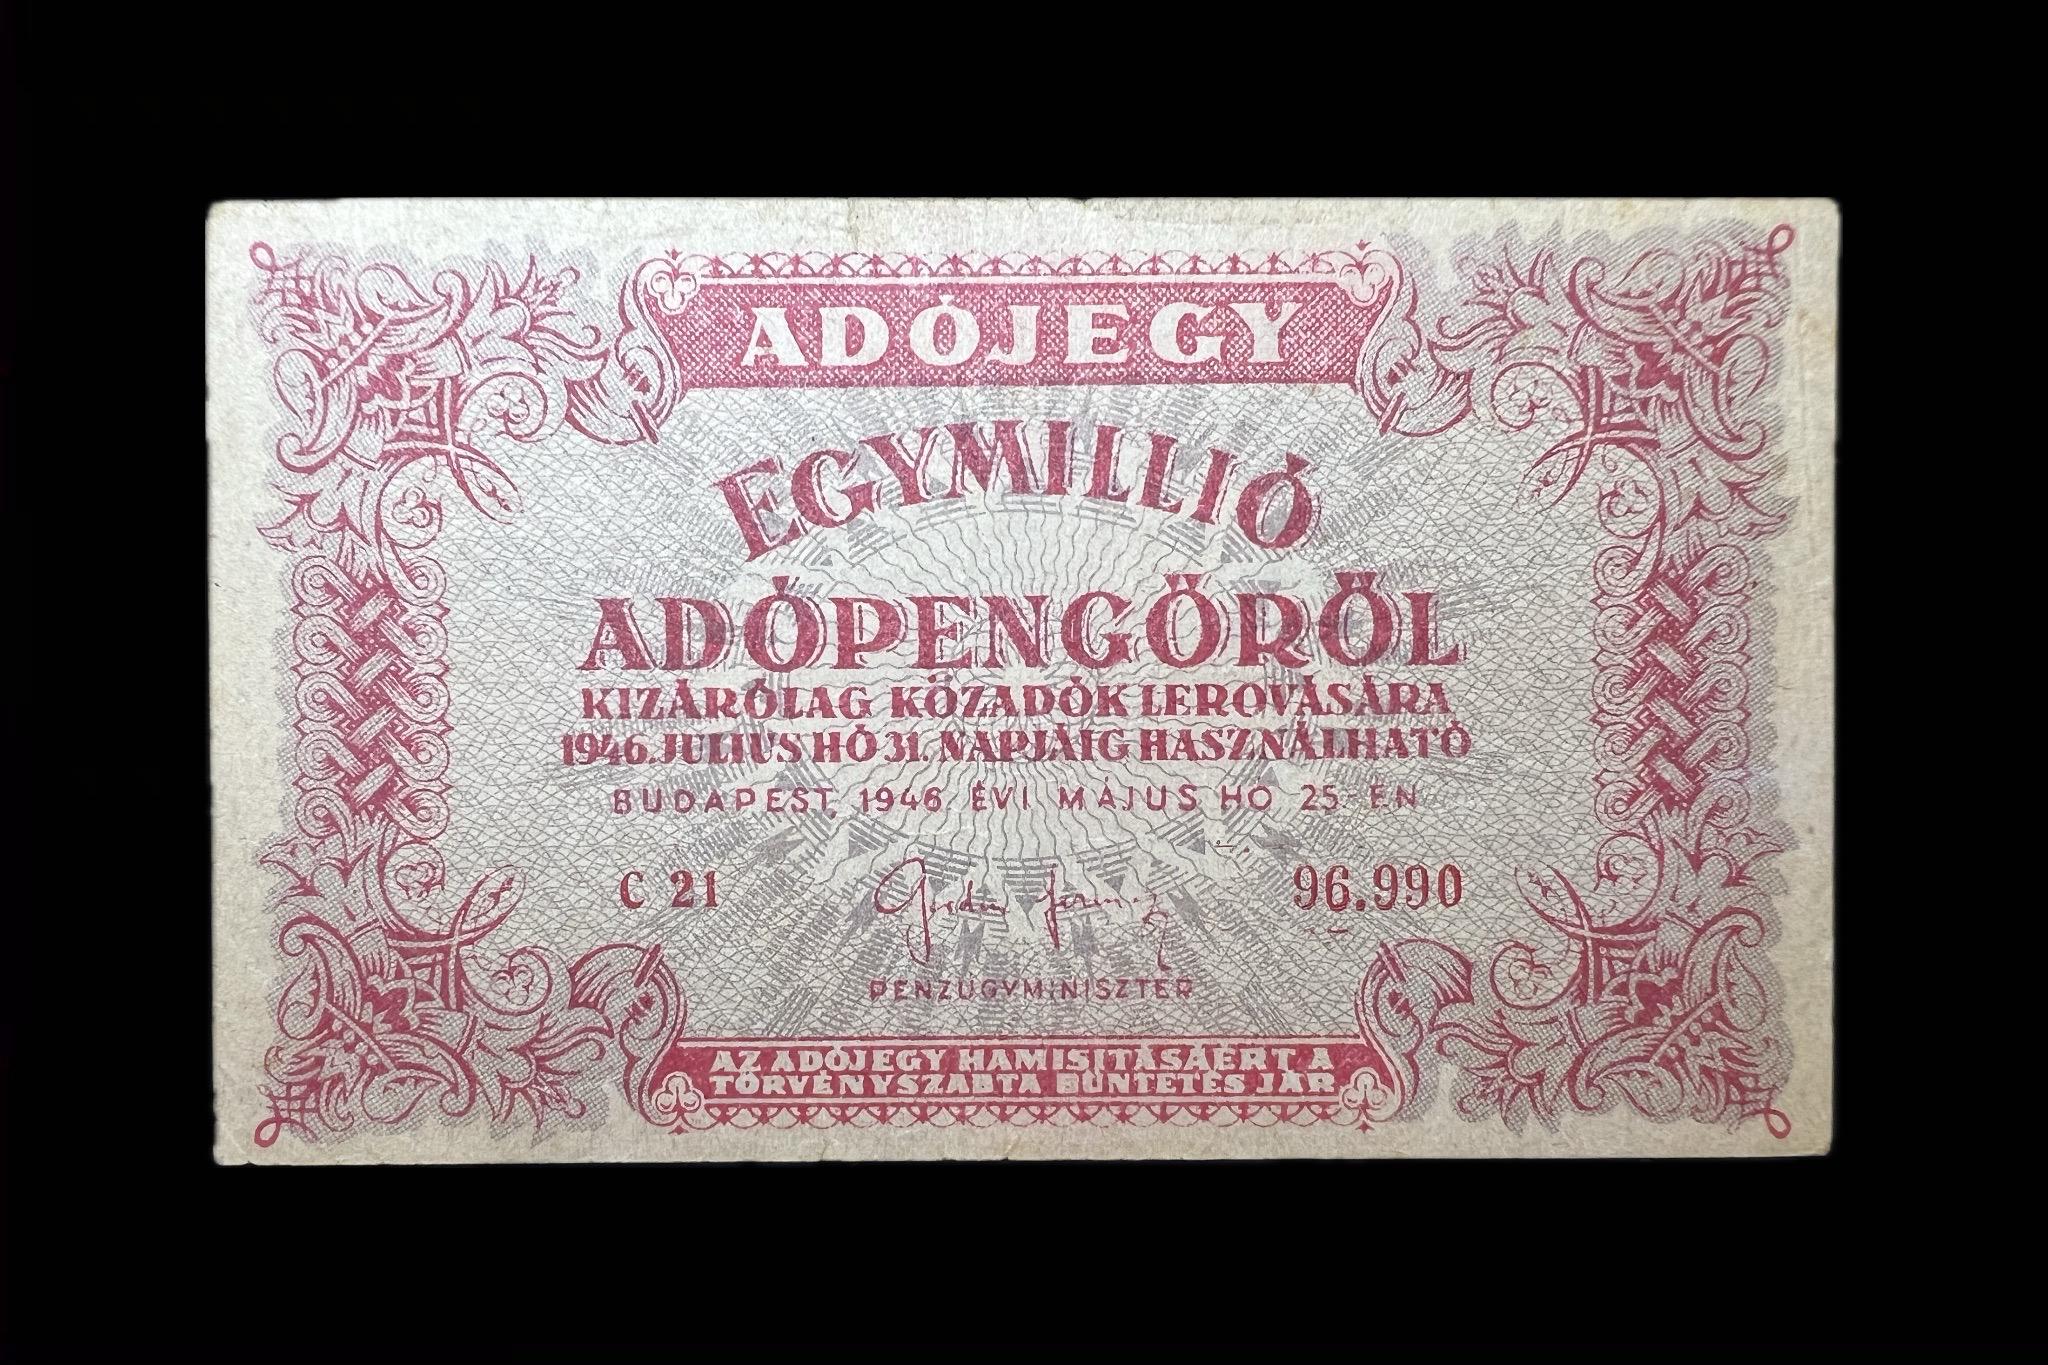 ADÓJEGY
EGYMILLIÓ
ADÓPENGŐRŐL
KIZÁRÓLAG KÖZADÓK LEROVÁSÁRA
1946. JULIUS HÓ 31. NAPJÁIG HASZNÁLHATÓ
BUDAPEST, 1946 ÉVI MÁJUS HÓ 25-ÉN
C 21 96.990
PÉNZÜGYMINISZTER
AZ ADÓJEGY HAMISITÁSÁÉRT A
TÖRVÉNYSZABTA BÜNTETÉS JÁR